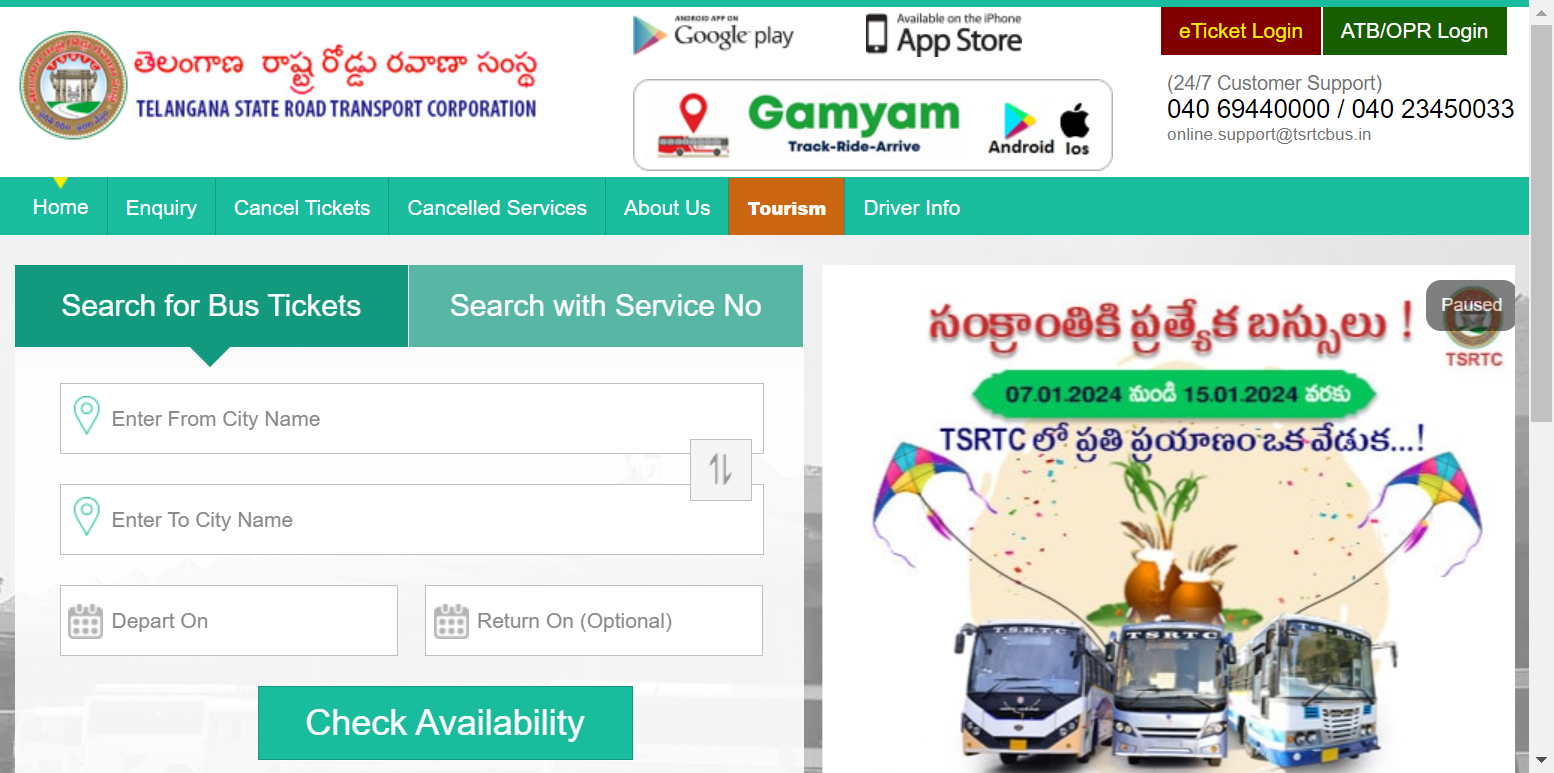 తెలంగాణ రాష్ట్ర రోడ్డు రవాణా సంస్థ
TELANGANA STATE ROAD TRANSPORT CORPORATION
ANDROID APP ON
Google play
Available on the iPhone
App Store
Gamyam
Track-Ride-Arrive
Android Ios
eTicket Login ATB/OPR Login
(24/7 Customer Support)
040 69440000 / 040 23450033
online.support@tsrtcbus.in
Home Enquiry Cancel Tickets Cancelled Services About Us Tourism Driver Info
Search for Bus Tickets Search with Service No
Enter From City Name
Enter To City Name
Depart On Return On (Optional)
Check Availability
సంక్రాంతికి ప్రత్యేక బస్సులు !
Paused
TSRTC
07.01.2024 నుండి 15.01.2024 వరకు
TSRTC లో ప్రతి ప్రయాణం ఒక వేడుక...!
T.S.R.T.C
TSRTC
T.S.R.T.C